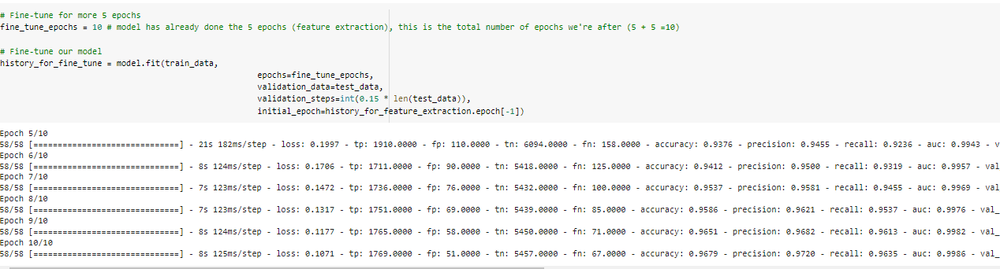 # Fine-tune for more 5 epochs
fine_tune_epochs = 10 # model has already done the 5 epochs (feature extraction), this is the total number of epochs we're after (5 + 5 =10)
# Fine-tune our model
history_for_fine_tune = model.fit(train_data,
epochs=fine_tune_epochs,
validation_data=test_data,
validation_steps=int(0.15 * len(test_data)),
initial_epoch=history_for_feature_extraction.epoch[-1])
Epoch 5/10
58/58 [==============================] - 21s 182ms/step - loss: 0.1997 - tp: 1910.0000 - fp: 110.0000 - tn: 6094.0000 - fn: 158.0000 - accuracy: 0.9376 - precision: 0.9455 - recall: 0.9236 - auc: 0.9943 - v
Epoch 6/10
58/58 [==============================] - 8s 124ms/step - loss: 0.1706 - tp: 1711.0000 - fp: 90.0000 - tn: 5418.0000 - fn: 125.0000 - accuracy: 0.9412 - precision: 0.9500 - recall: 0.9319 - auc: 0.9957 - val
Epoch 7/10
58/58 [==============================] - 7s 123ms/step - loss: 0.1472 - tp: 1736.0000 - fp: 76.0000 - tn: 5432.0000 - fn: 100.0000 - accuracy: 0.9537 - precision: 0.9581 - recall: 0.9455 - auc: 0.9969 - val
Epoch 8/10
58/58 [==============================] - 7s 123ms/step - loss: 0.1317 - tp: 1751.0000 - fp: 69.0000 - tn: 5439.0000 - fn: 85.0000 - accuracy: 0.9586 - precision: 0.9621 - recall: 0.9537 - auc: 0.9976 - val_
Epoch 9/10
58/58 [==============================] - 8s 124ms/step - loss: 0.1177 - tp: 1765.0000 - fp: 58.0000 - tn: 5450.0000 - fn: 71.0000 - accuracy: 0.9651 - precision: 0.9682 - recall: 0.9613 - auc: 0.9982 - val_
Epoch 10/10
58/58 [==============================] - 8s 125ms/step - loss: 0.1071 - tp: 1769.0000 - fp: 51.0000 - tn: 5457.0000 - fn: 67.0000 - accuracy: 0.9679 - precision: 0.9720 - recall: 0.9635 - auc: 0.9986 - val_